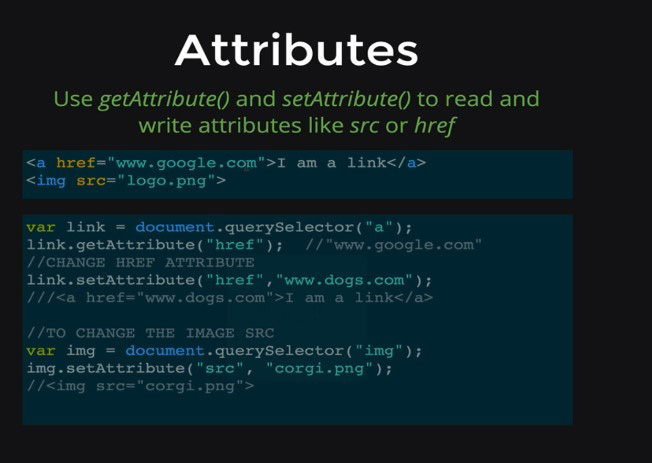 Attributes
Use getAttribute() and setAttribute() to read and
write attributes like src or href
<a href="www.google.com">I am a link</a>
<img src="logo.png">
var link = document.querySelector("a");
link.getAttribute("href");  //"www.google.com"
//CHANGE HREF ATTRIBUTE
link.setAttribute("href","www.dogs.com");
///<a href="www.dogs.com">I am a link</a>
//TO CHANGE THE IMAGE SRC
var img = document.querySelector("img");
img.setAttribute("src", "corgi.png");
//<img src="corgi.png">